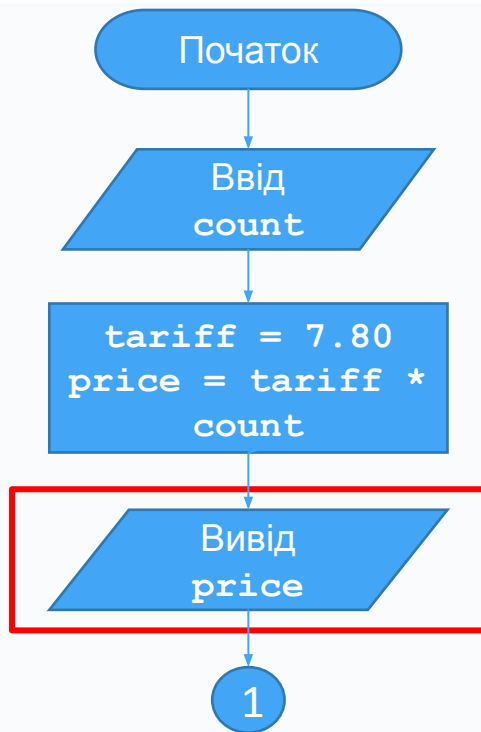 Початок
Ввід
count
tariff = 7.80
price = tariff *
count
Вивід
price
1